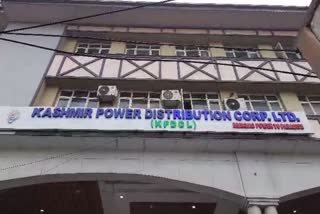 KASHMIR POWER DISTRIBUTION CORP. LTD.
(KPDCL)